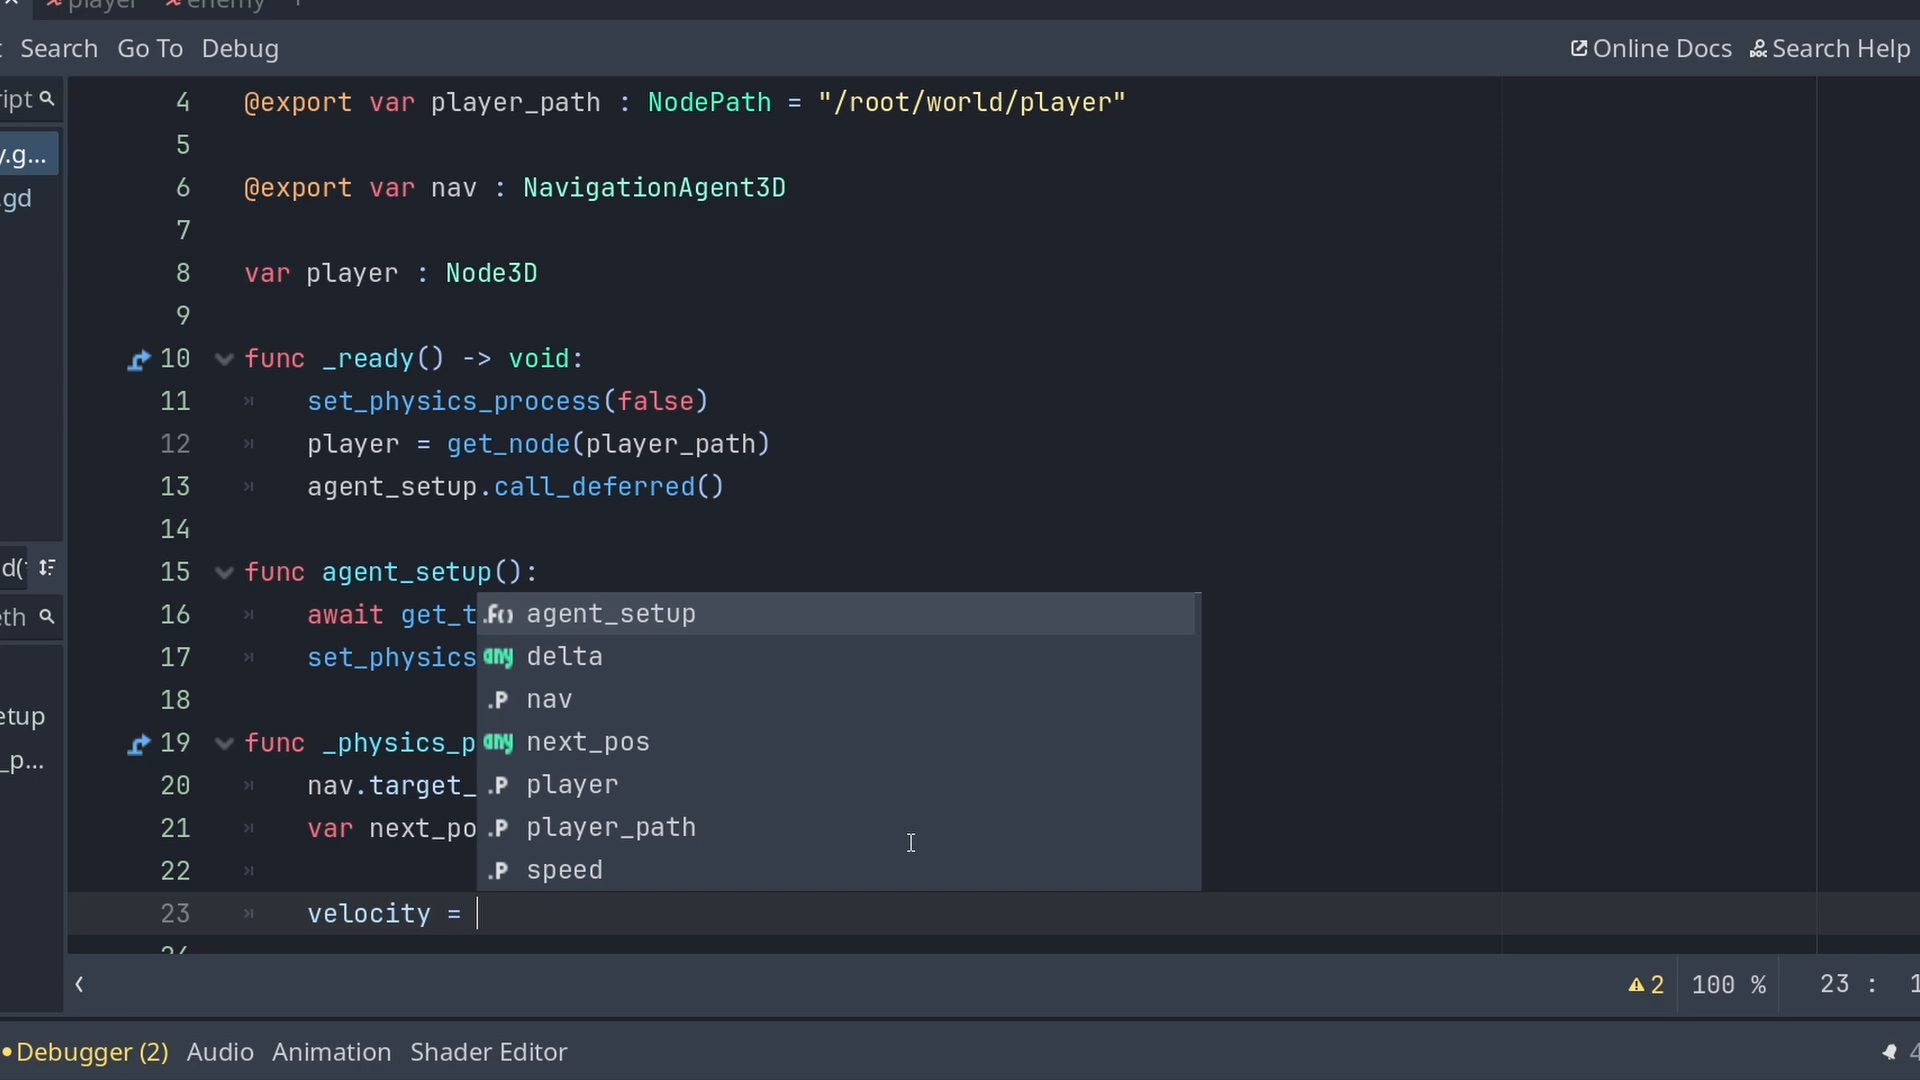 player enemy
Search Go To Debug Online Docs Search Help
4 @export var player_path : NodePath = "/root/world/player"
5
6 @export var nav : NavigationAgent3D
7
8 var player : Node3D
9
10 func _ready() -> void:
11 set_physics_process(false)
12 player = get_node(player_path)
13 agent_setup.call_deferred()
14
15 func agent_setup():
16 await get_t
17 set_physics
18
19 func _physics_p
20 nav.target_
21 var next_po
22
23 velocity =
24
ript
y.g...
.gd
d(
eth
etup
_p...
.f() agent_setup
any delta
.P nav
any next_pos
.P player
.P player_path
.P speed
2 100 % 23 : 1
Debugger (2) Audio Animation Shader Editor 4